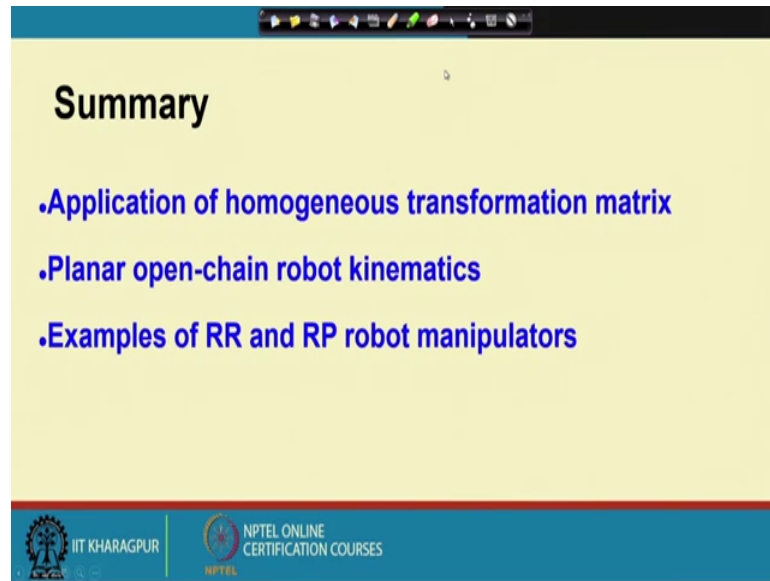 Summary
•Application of homogeneous transformation matrix
•Planar open-chain robot kinematics
•Examples of RR and RP robot manipulators
IIT KHARAGPUR
NPTEL
NPTEL ONLINE
CERTIFICATION COURSES